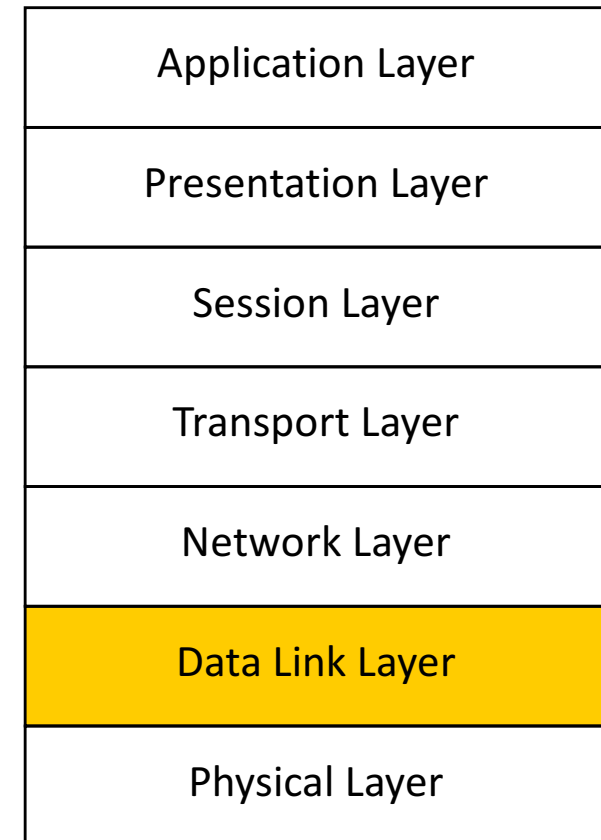 Application Layer
Presentation Layer
Session Layer
Transport Layer
Network Layer
Data Link Layer
Physical Layer